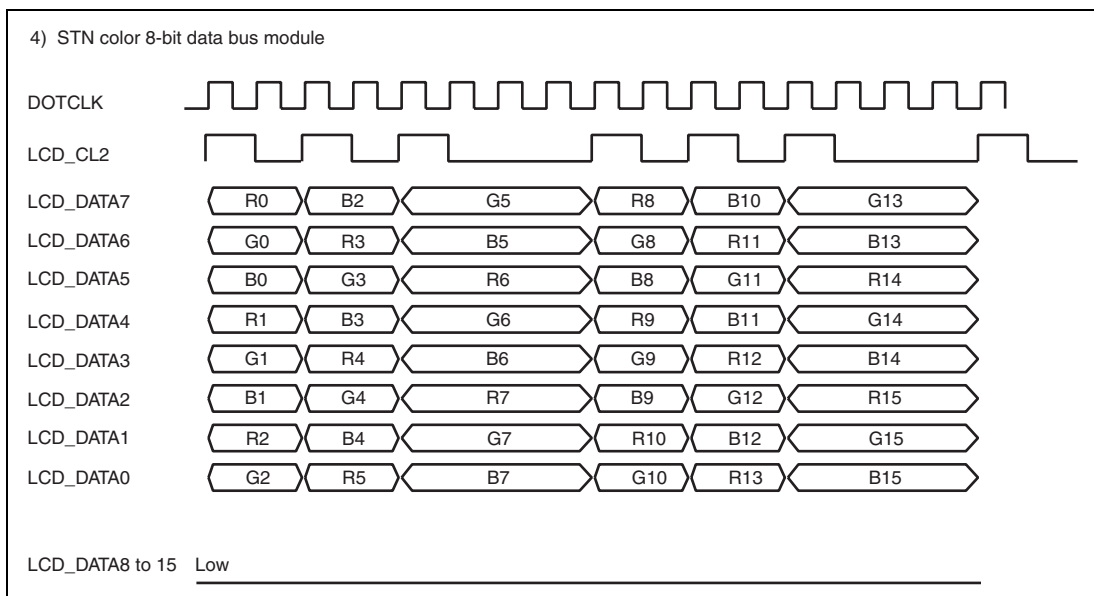 4) STN color 8-bit data bus module
DOTCLK
LCD_CL2
LCD_DATA7 R0 B2 G5 R8 B10 G13
LCD_DATA6 G0 R3 B5 G8 R11 B13
LCD_DATA5 B0 G3 R6 B8 G11 R14
LCD_DATA4 R1 B3 G6 R9 B11 G14
LCD_DATA3 G1 R4 B6 G9 R12 B14
LCD_DATA2 B1 G4 R7 B9 G12 R15
LCD_DATA1 R2 B4 G7 R10 B12 G15
LCD_DATA0 G2 R5 B7 G10 R13 B15
LCD_DATA8 to 15 Low